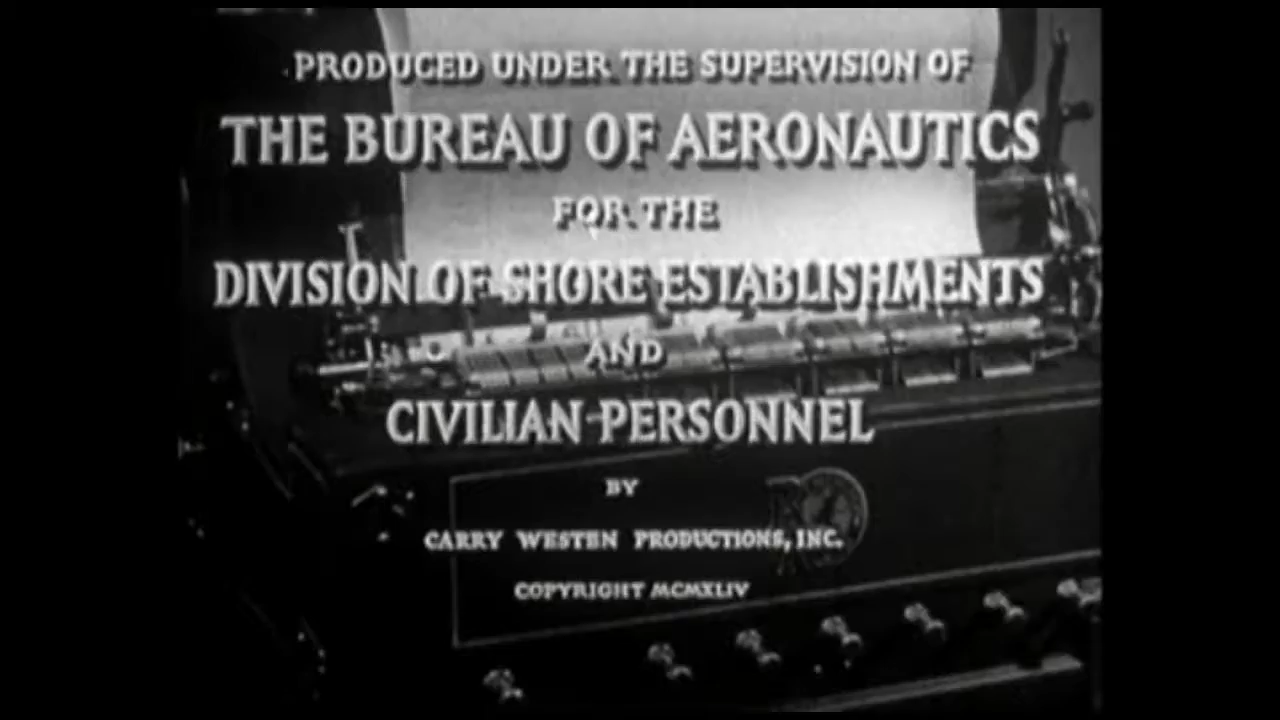 PRODUCED UNDER THE SUPERVISION OF
THE BUREAU OF AERONAUTICS
FOR THE
DIVISION OF SHORE ESTABLISHMENTS
AND
CIVILIAN PERSONNEL
BY
CARRY WESTEN PRODUCTIONS, INC.
COPYRIGHT MCMXLIV